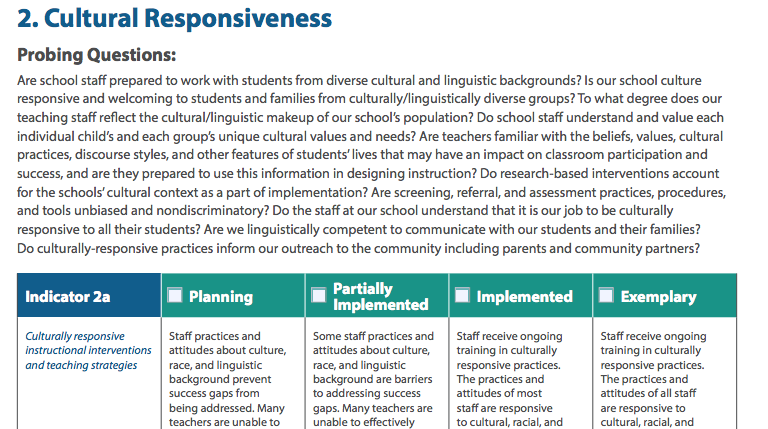 2. Cultural Responsiveness
Probing Questions:
Are school staff prepared to work with students from diverse cultural and linguistic backgrounds? Is our school culture
responsive and welcoming to students and families from culturally/linguistically diverse groups? To what degree does our
teaching staff reflect the cultural/linguistic makeup of our school's population? Do school staff understand and value each
individual child's and each group's unique cultural values and needs? Are teachers familiar with the beliefs, values, cultural
practices, discourse styles, and other features of students' lives that may have an impact on classroom participation and
success, and are they prepared to use this information in designing instruction? Do research-based interventions account
for the schools' cultural context as a part of implementation? Are screening, referral, and assessment practices, procedures,
and tools unbiased and nondiscriminatory? Do the staff at our school understand that it is our job to be culturally
responsive to all their students? Are we linguistically competent to communicate with our students and their families?
Do culturally-responsive practices inform our outreach to the community including parents and community partners?
Indicator 2a
Planning
Partially
Implemented
Implemented
Exemplary
Culturally responsive
instructional interventions
and teaching strategies
Staff practices and
attitudes about culture,
race, and linguistic
background prevent
success gaps from
being addressed. Many
teachers are unable to
Some staff practices and
attitudes about culture,
race, and linguistic
background are barriers
to addressing success
gaps. Many teachers are
unable to effectively
Staff receive ongoing
training in culturally
responsive practices.
The practices and
attitudes of most
staff are responsive
to cultural, racial, and
Staff receive ongoing
training in culturally
responsive practices.
The practices and
attitudes of all staff
are responsive to
cultural, racial, and